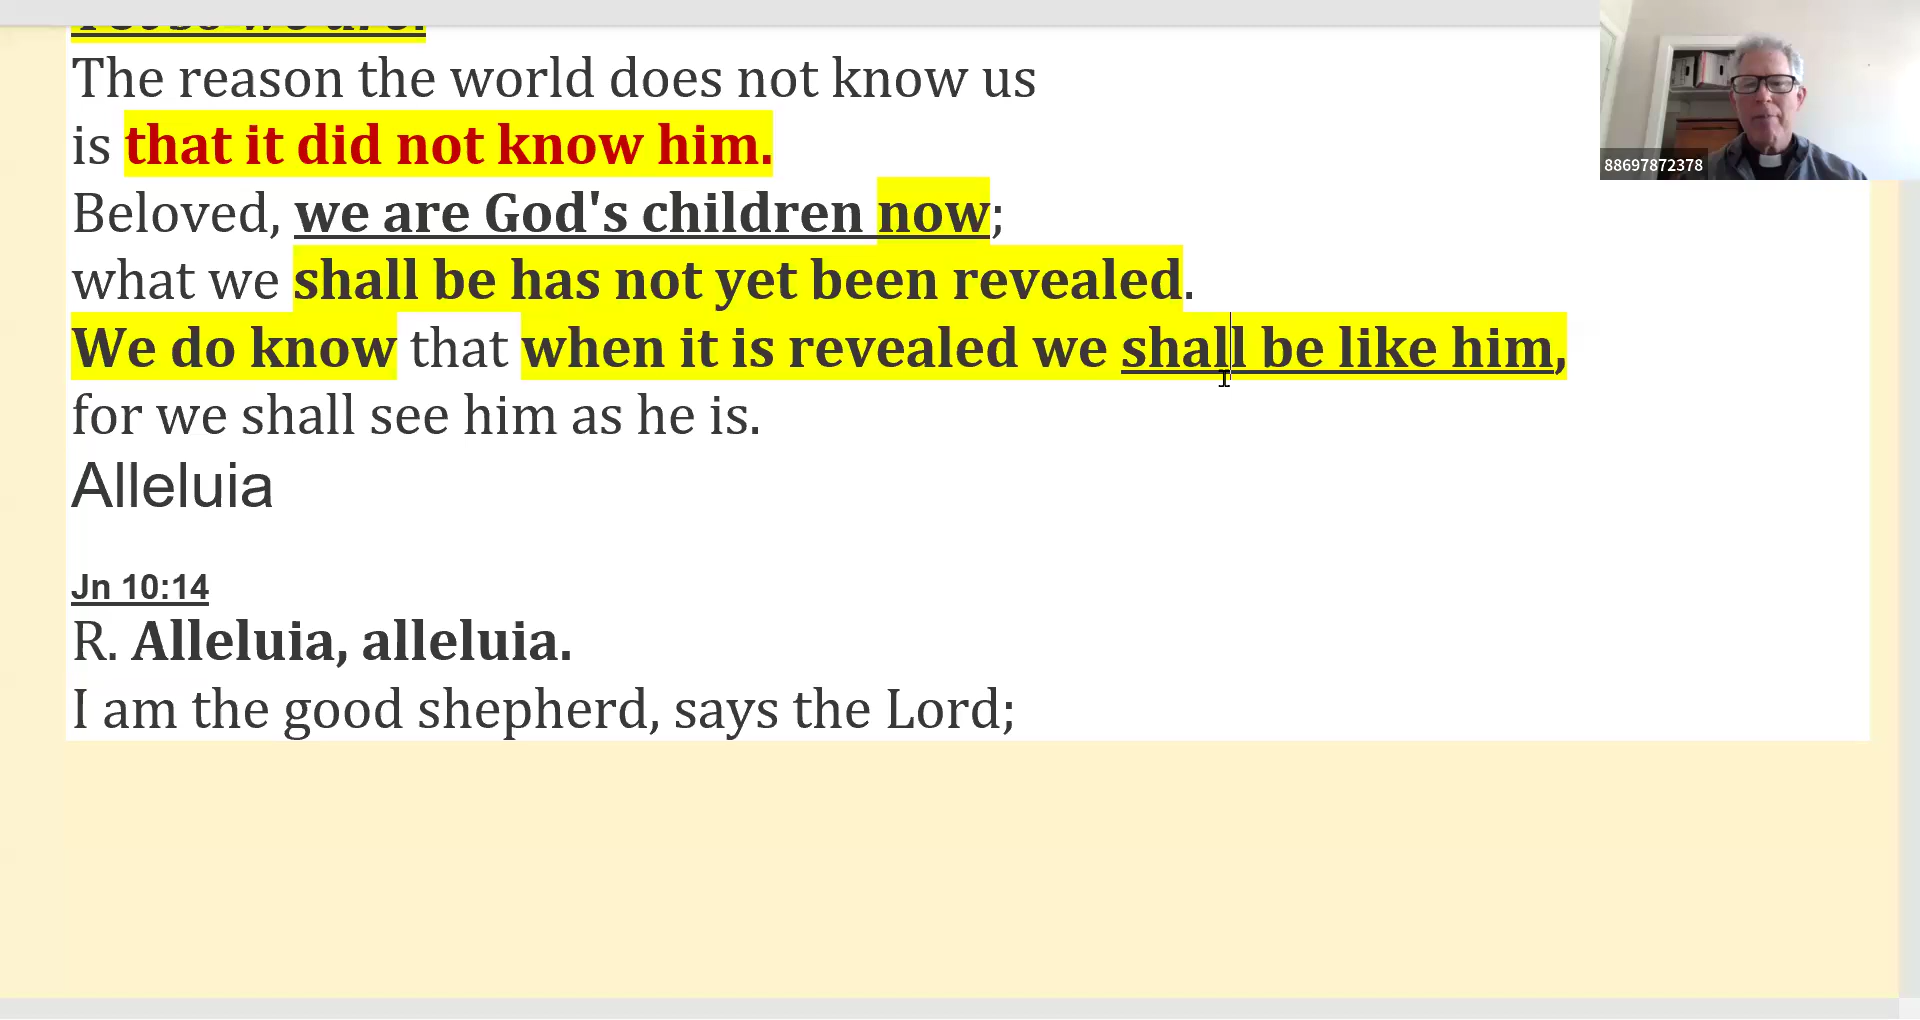 The reason the world does not know us
is that it did not know him.
Beloved, we are God's children now;
what we shall be has not yet been revealed.
We do know that when it is revealed we shall be like him,
for we shall see him as he is.
Alleluia
Jn 10:14
R. Alleluia, alleluia.
I am the good shepherd, says the Lord;
88697872378